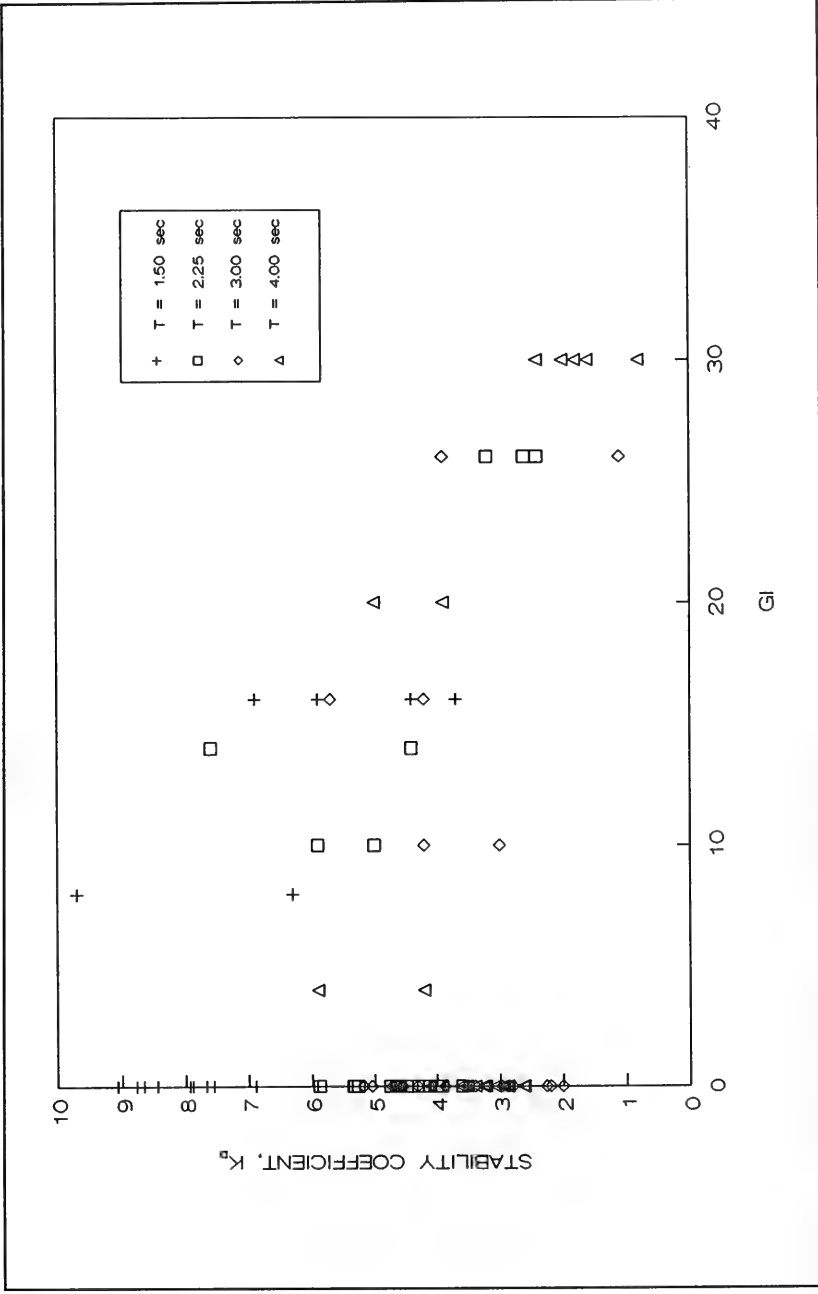 10
9
8
7
6
5
4
3
2
1
0
STABILITY COEFFICIENT, K_D
0
10
20
30
40
GI
+ T = 1.50 sec
□ T = 2.25 sec
◇ T = 3.00 sec
△ T = 4.00 sec